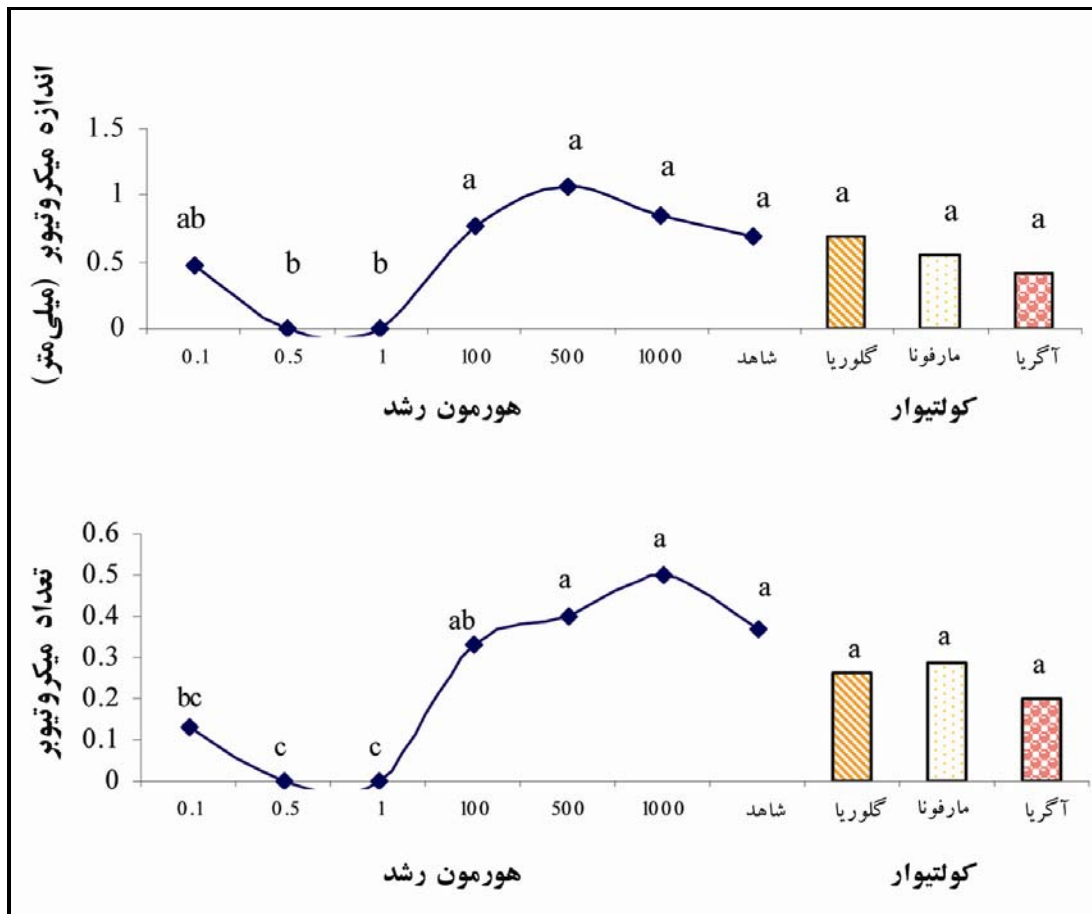 اندازه میکروتیوبر (میلی‌متر)
1.5
1
0.5
0
ab
b
b
a
a
a
a
a
a
a
0.1 0.5 1 100 500 1000 شاهد گلوریا مارفونا آگریا
هورمون رشد
کولتیوار
تعداد میکروتیوبر
0.6
0.5
0.4
0.3
0.2
0.1
0
bc
c
c
ab
a
a
a
a
a
a
0.1 0.5 1 100 500 1000 شاهد گلوریا مارفونا آگریا
هورمون رشد
کولتیوار